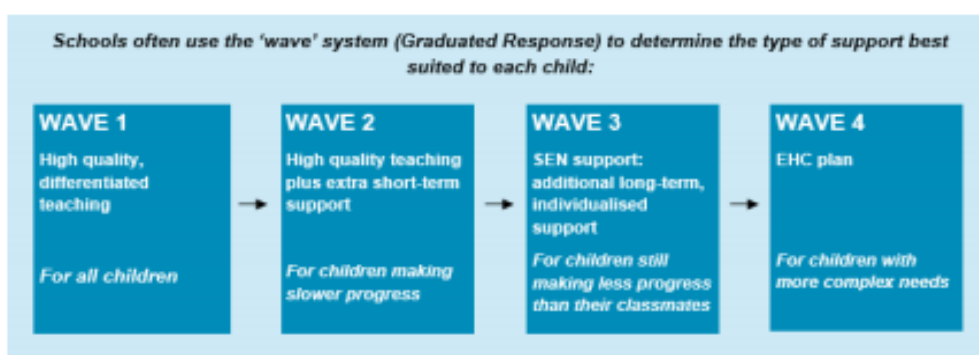 Schools often use the 'wave' system (Graduated Response) to determine the type of support best
suited to each child:
WAVE 1
High quality,
differentiated
teaching
For all children
WAVE 2
High quality teaching
plus extra short-term
support
For children making
slower progress
WAVE 3
SEN support:
additional long-term,
individualised
support
For children still
making less progress
than their classmates
WAVE 4
EHC plan
For children with
more complex needs